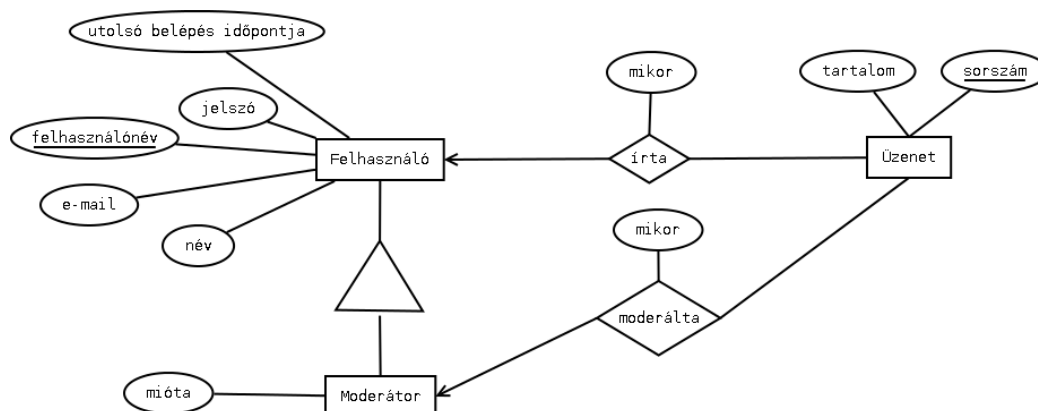 utolsó belépés időpontja
jelszó
felhasználónév
e-mail
név
Felhasználó
mikor
írta
tartalom
sorszám
Üzenet
mikor
moderálta
mióta
Moderátor